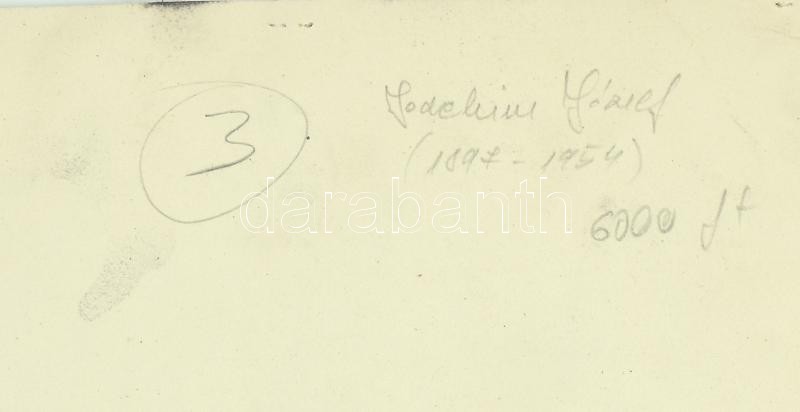 3
Joachim József
(1897-1954)
darabanth
6000 ft